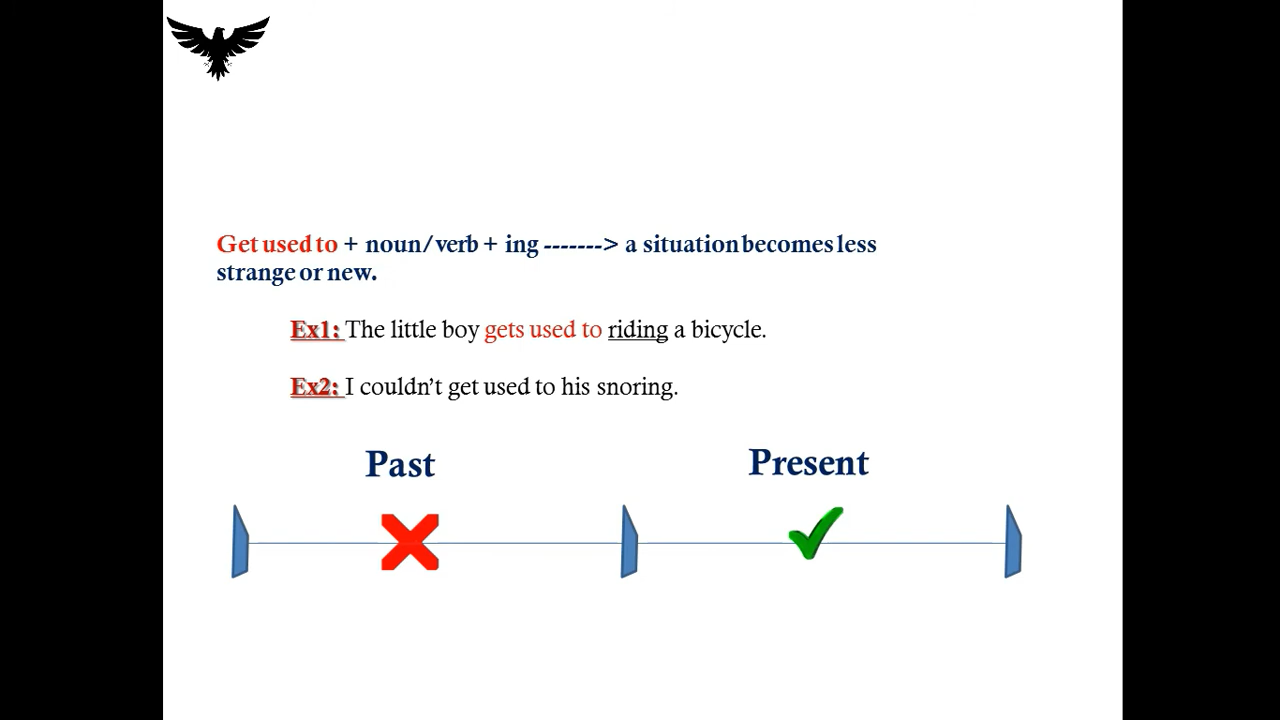 Get used to + noun/verb + ing -------> a situation becomes less
strange or new.
Ex1: The little boy gets used to riding a bicycle.
Ex2: I couldn’t get used to his snoring.
Past
Present